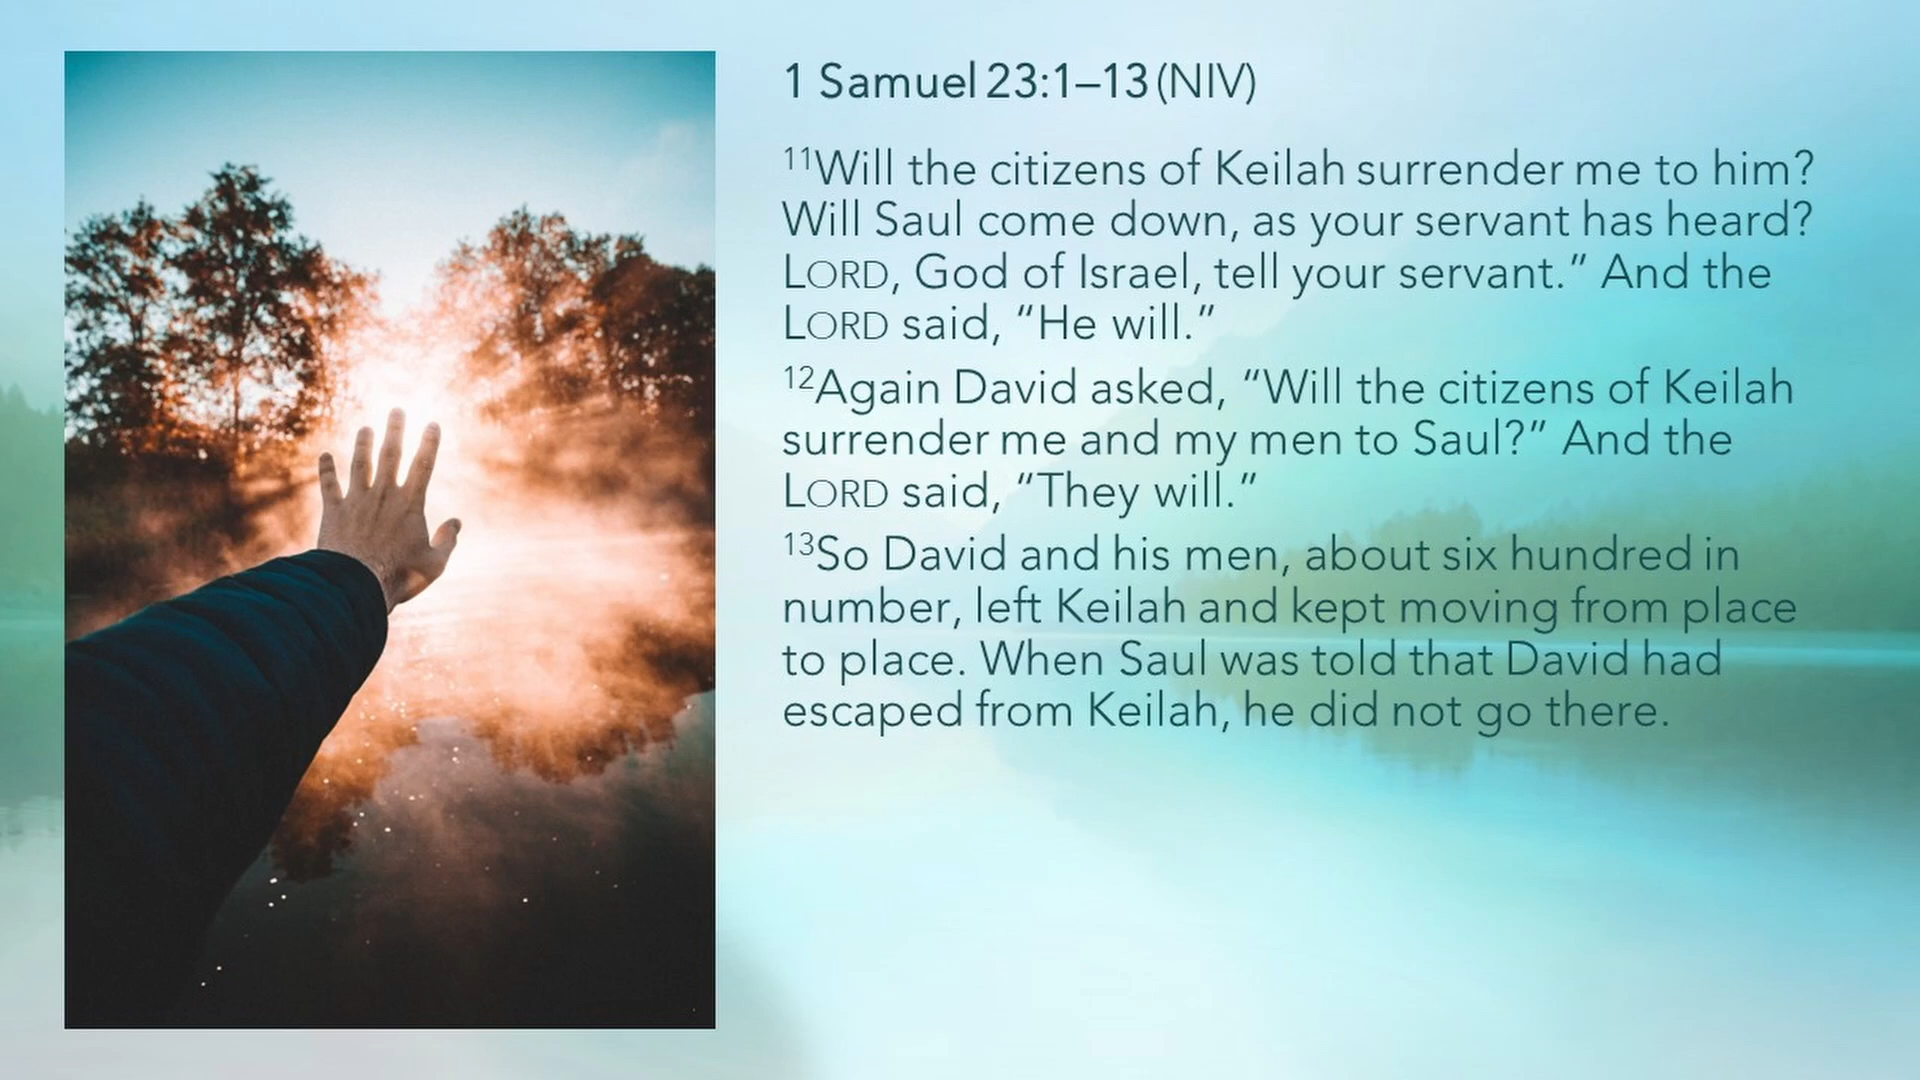 1 Samuel 23:1–13 (NIV)
11Will the citizens of Keilah surrender me to him?
Will Saul come down, as your servant has heard?
LORD, God of Israel, tell your servant.” And the
LORD said, “He will.”
12Again David asked, “Will the citizens of Keilah
surrender me and my men to Saul?” And the
LORD said, “They will.”
13So David and his men, about six hundred in
number, left Keilah and kept moving from place
to place. When Saul was told that David had
escaped from Keilah, he did not go there.